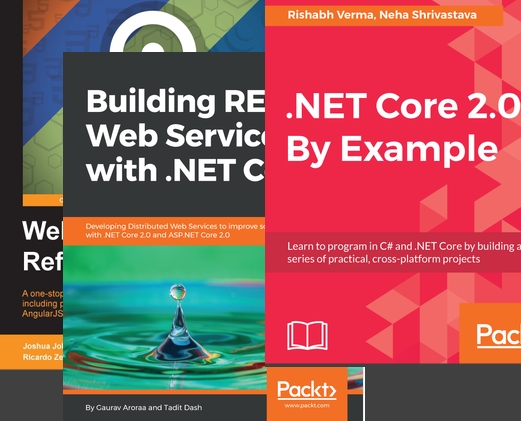 Rishabh Verma, Neha Shrivastava
.NET Core 2.0
By Example
Learn to program in C# and .NET Core by building a
series of practical, cross-platform projects
Pac
Building RE
Web Servic
with .NET C
Developing Distributed Web Services to improve s
with .NET Core 2.0 and ASP.NET Core 2.0
By Gaurav Aroraa and Tadit Dash
Packt>
www.packt.com
We
Ref
A one-stop
including p
AngularJS
Joshua Jo
Ricardo Ze